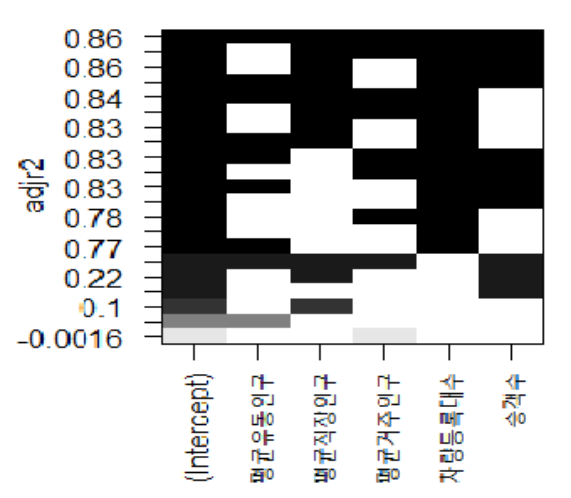 adjr2
0.86
0.86
0.84
0.83
0.83
0.83
0.78
0.77
0.22
0.1
-0.0016
(Intercept)
평균유동인구
평균직장인구
평균거주인구
차량등록대수
승객수